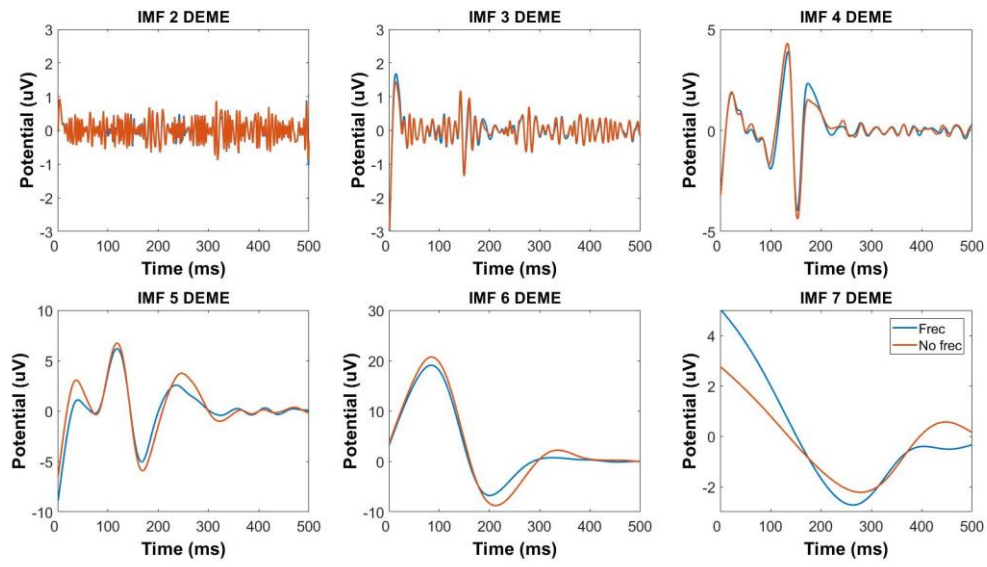 IMF 2 DEME
3
2
1
0
-1
-2
-3
Potential (uV)
0 100 200 300 400 500
Time (ms)
IMF 3 DEME
3
2
1
0
-1
-2
-3
Potential (uV)
0 100 200 300 400 500
Time (ms)
IMF 4 DEME
5
0
-5
Potential (uV)
0 100 200 300 400 500
Time (ms)
IMF 5 DEME
10
5
0
-5
-10
Potential (uV)
0 100 200 300 400 500
Time (ms)
IMF 6 DEME
30
20
10
0
-10
Potential (uV)
0 100 200 300 400 500
Time (ms)
IMF 7 DEME
4
2
0
-2
Potential (uV)
Frec
No frec
0 100 200 300 400 500
Time (ms)